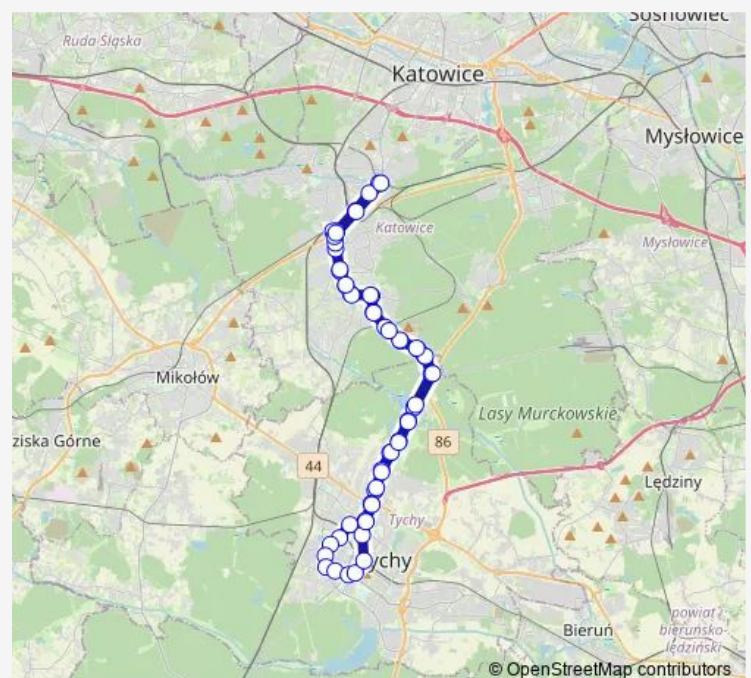 Sosnowiec
Ruda Śląska
Katowice
Mysłowice
Katowice
Mysłowice
Mikołów
Lasy Murckowskie
ziska Górne
86
44
Lędziny
Tychy
ychy
Bieruń
powiat
bieruńsko-
lędziński
© OpenStreetMap contributors